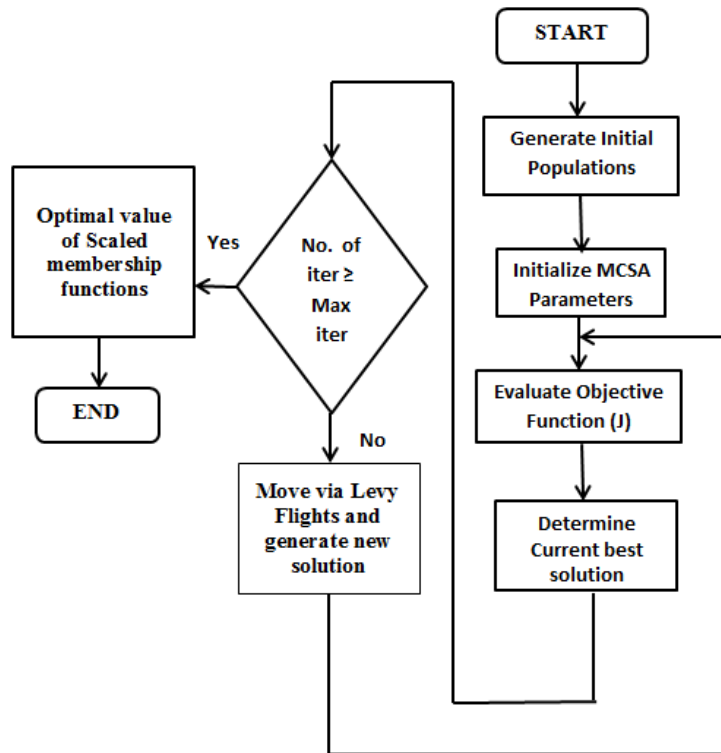 START
Generate Initial
Populations
Initialize MCSA
Parameters
Evaluate Objective
Function (J)
Determine
Current best
solution
No. of
iter ≥
Max
iter
Yes
Optimal value
of Scaled
membership
functions
END
No
Move via Levy
Flights and
generate new
solution